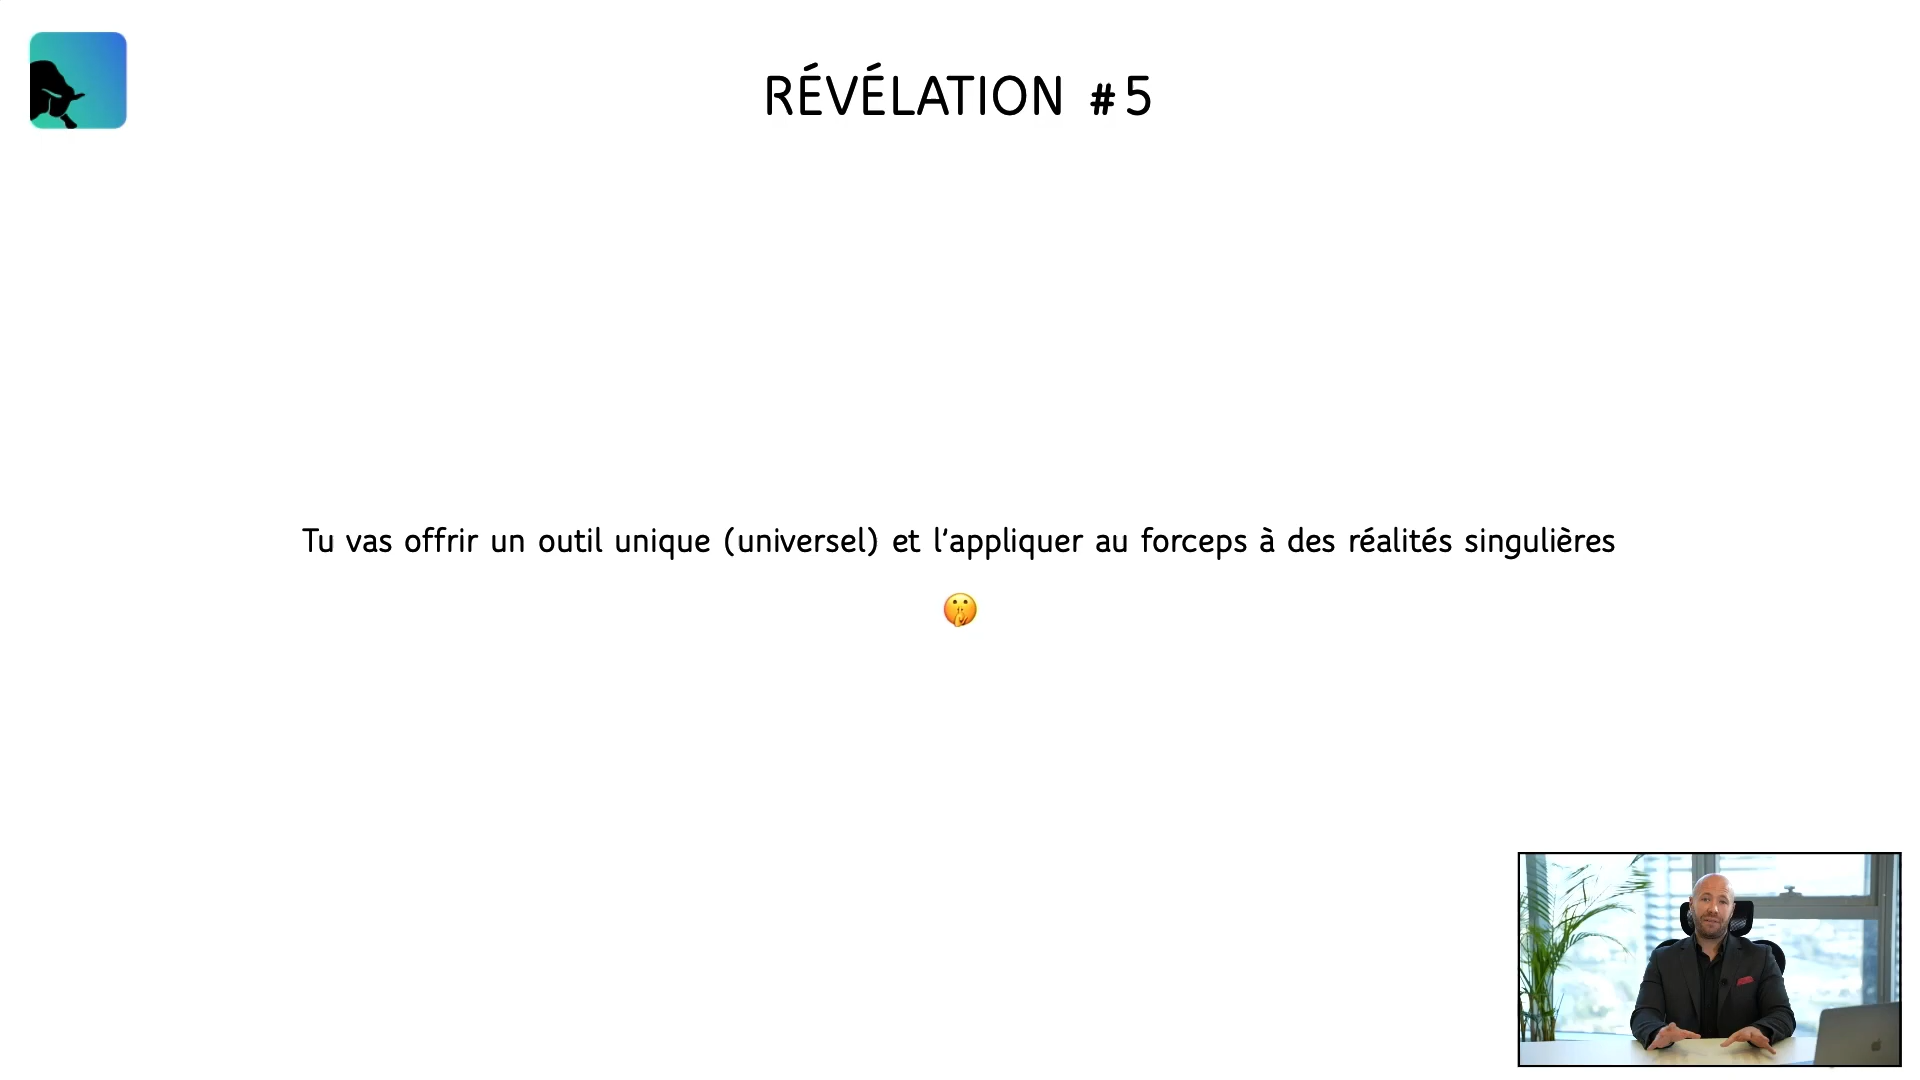 RÉVÉLATION #5
Tu vas offrir un outil unique (universel) et l'appliquer au forceps à des réalités singulières
🤫